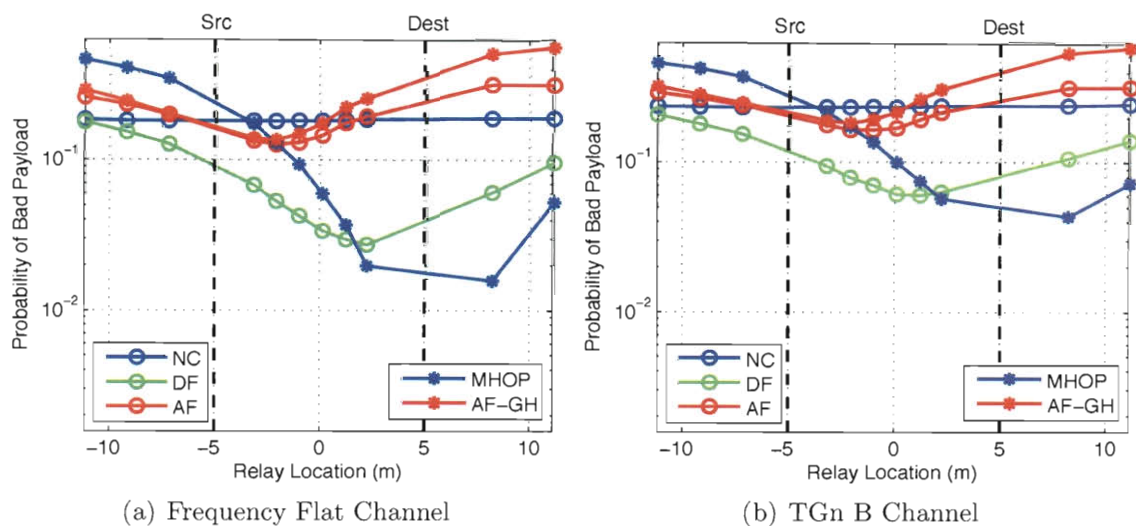 Src Dest
Probability of Bad Payload
10^-1
10^-2
NC
DF
AF
MHOP
AF-GH
-10 -5 0 5 10
Relay Location (m)
(a) Frequency Flat Channel
Src Dest
Probability of Bad Payload
10^-1
10^-2
NC
DF
AF
MHOP
AF-GH
-10 -5 0 5 10
Relay Location (m)
(b) TGn B Channel